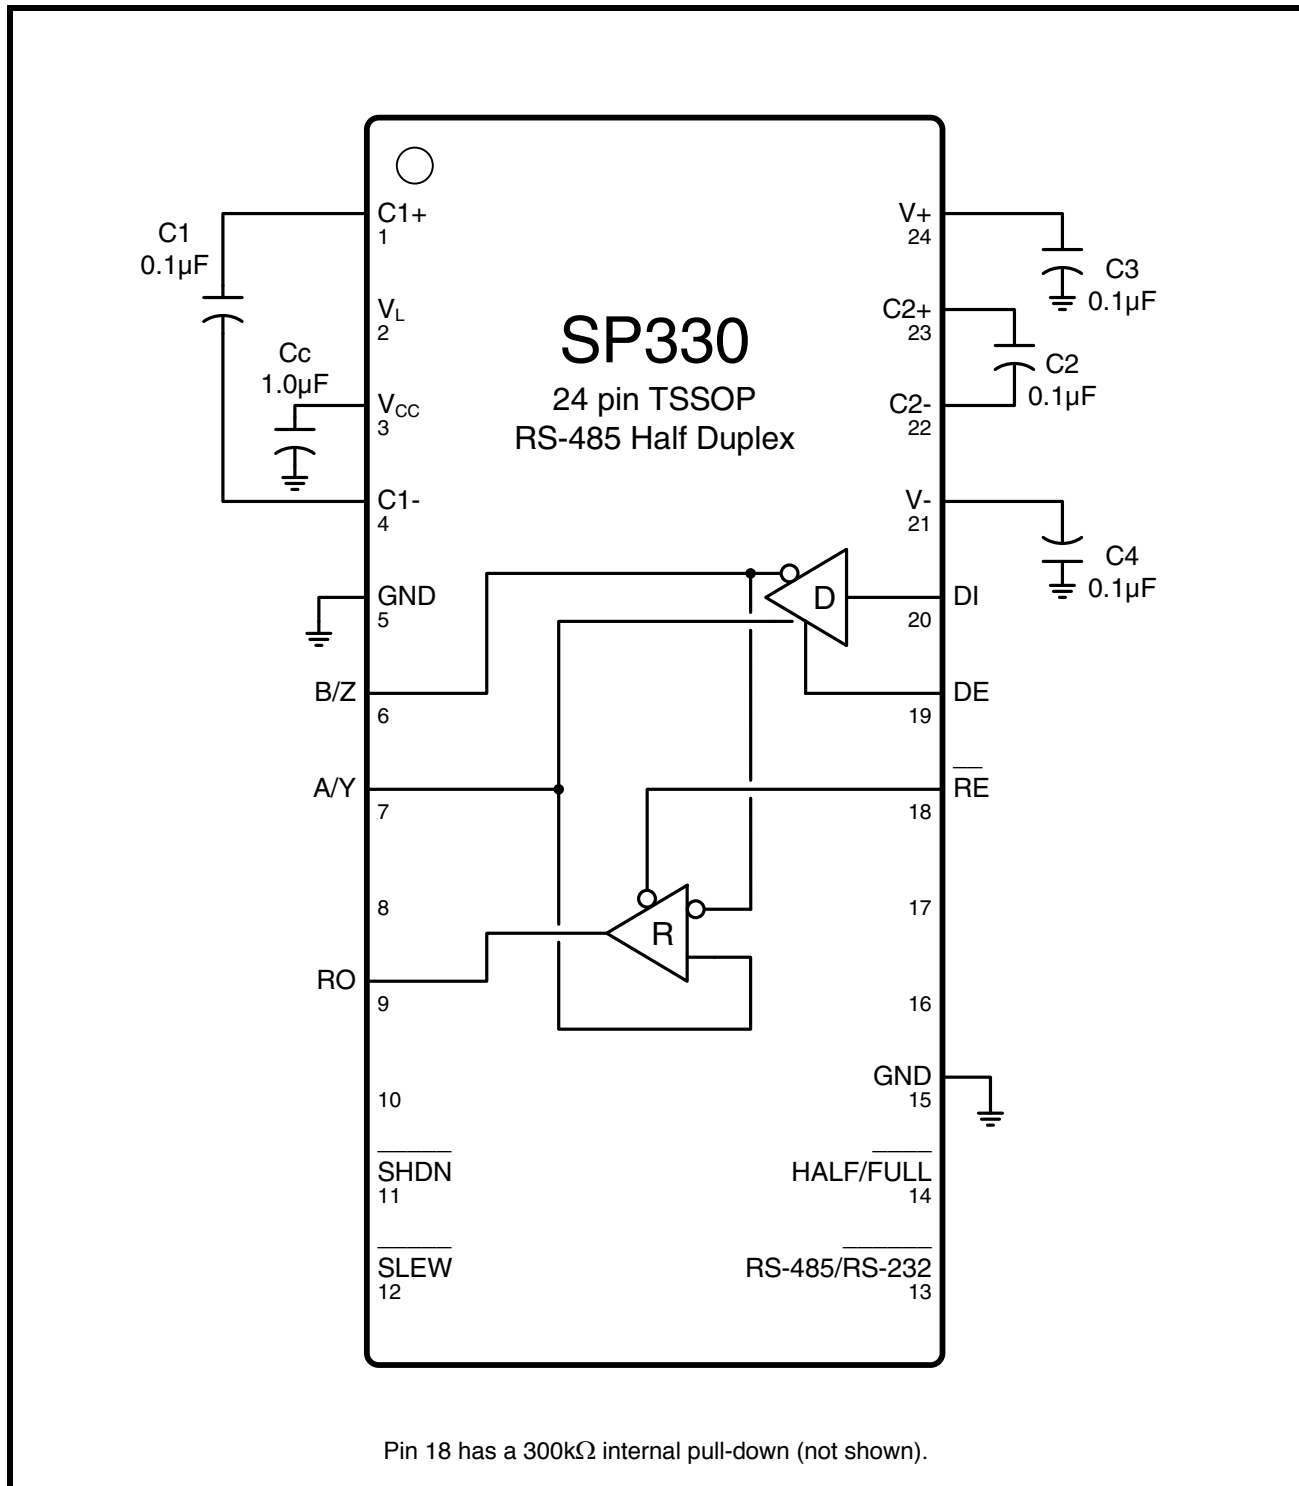 SP330
24 pin TSSOP
RS-485 Half Duplex
C1
0.1µF
Cc
1.0µF
C1+
1
VL
2
VCC
3
C1-
4
GND
5
B/Z
6
A/Y
7
8
RO
9
10
SHDN
11
SLEW
12
V+
24
C2+
23
C2-
22
V-
21
DI
20
DE
19
RE
18
17
16
GND
15
HALF/FULL
14
RS-485/RS-232
13
C3
0.1µF
C2
0.1µF
C4
0.1µF
D
R
Pin 18 has a 300kΩ internal pull-down (not shown).